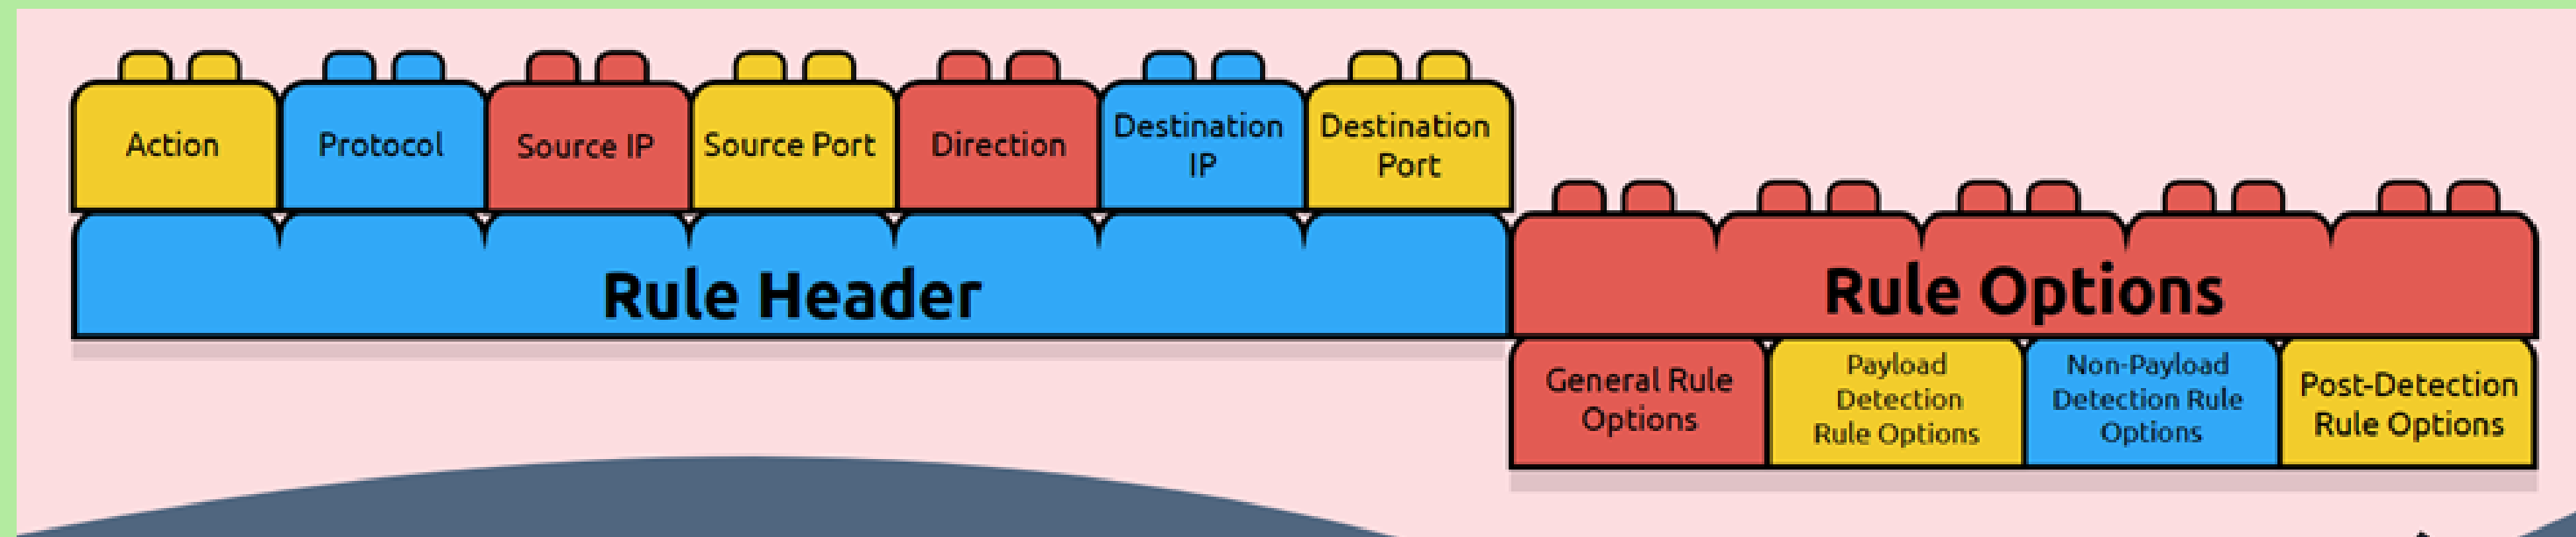 Action
Protocol
Source IP
Source Port
Direction
Destination
IP
Destination
Port
Rule Header
Rule Options
General Rule
Options
Payload
Detection
Rule Options
Non-Payload
Detection Rule
Options
Post-Detection
Rule Options